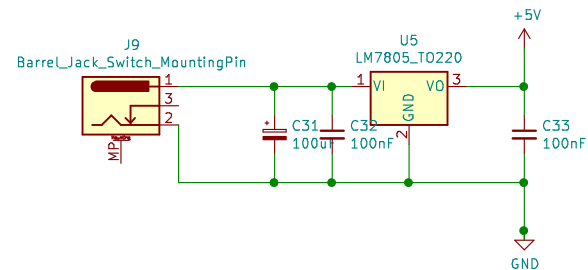 +5V
J9
Barrel_Jack_Switch_MountingPin
U5
LM7805_TO220
1
3
2
MP
1 VI VO 3
GND
2
C31
100uF
C32
100nF
C33
100nF
+
GND